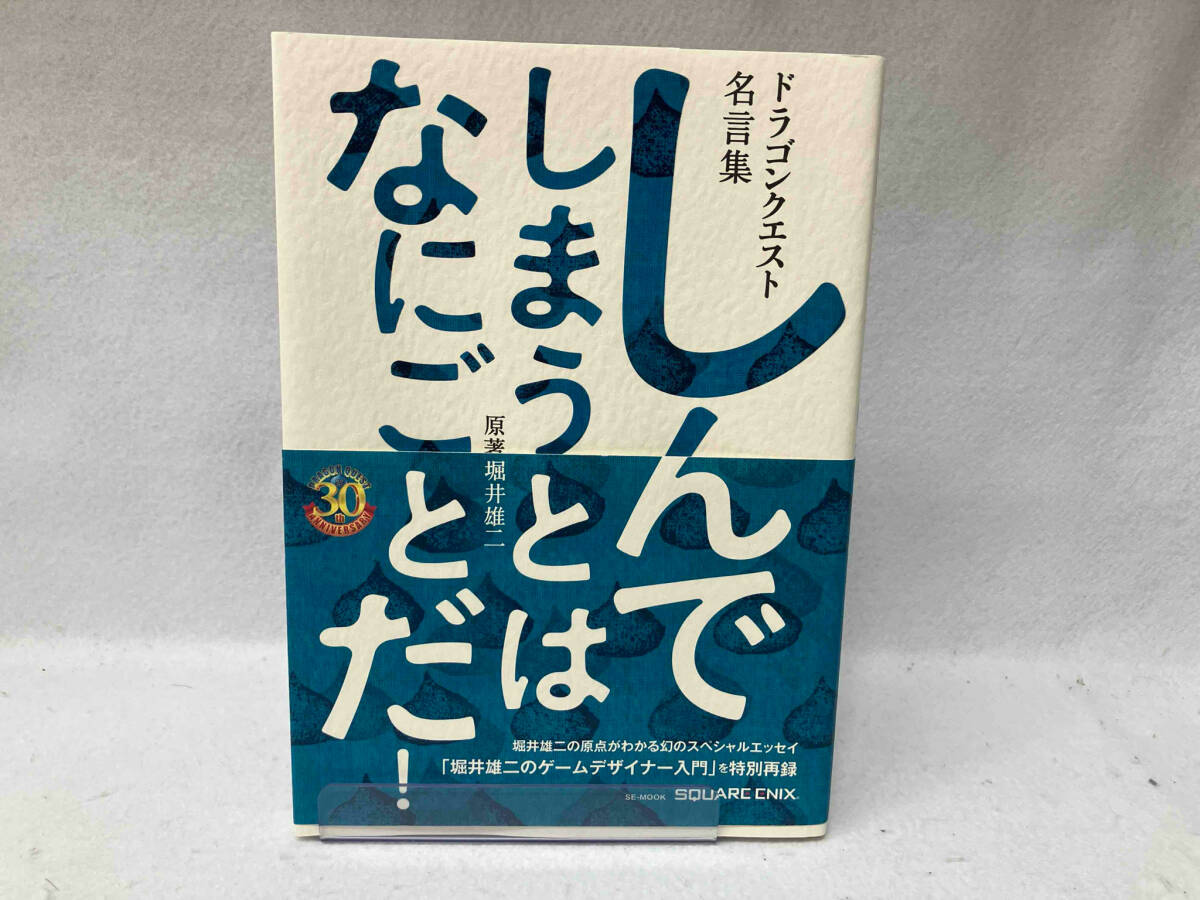 ドラゴンクエスト
名言集
しんで
しまうとは
なにごとだ!
原著 堀井雄二
DRAGON QUEST
30th
ANNIVERSARY
堀井雄二の原点がわかる幻のスペシャルエッセイ
「堀井雄二のゲームデザイナー入門」を特別再録
SE-MOOK SQUARE ENIX